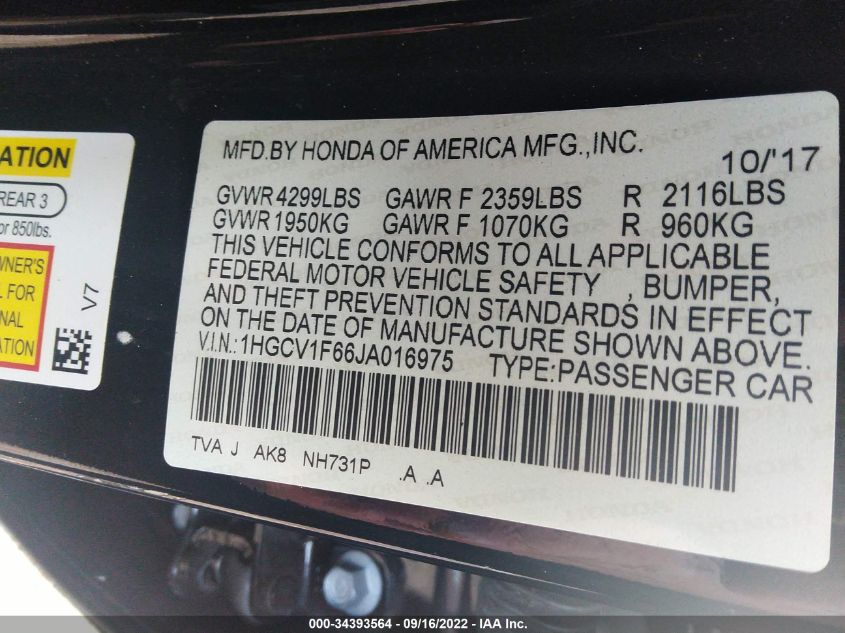 ATION
REAR 3
or 850lbs.
WNER'S
L FOR
NAL
ATION
V7
MFD.BY HONDA OF AMERICA MFG.,INC. 10/'17
GVWR 4299LBS GAWR F 2359LBS R 2116LBS
GVWR 1950KG GAWR F 1070KG R 960KG
THIS VEHICLE CONFORMS TO ALL APPLICABLE
FEDERAL MOTOR VEHICLE SAFETY , BUMPER,
AND THEFT PREVENTION STANDARDS IN EFFECT
ON THE DATE OF MANUFACTURE SHOWN ABOVE.
V.I.N.:1HGCV1F66JA016975 TYPE:PASSENGER CAR
TVA J AK8 NH731P .A .A
000-34393564 / 09/16/2022 - IAA Inc.